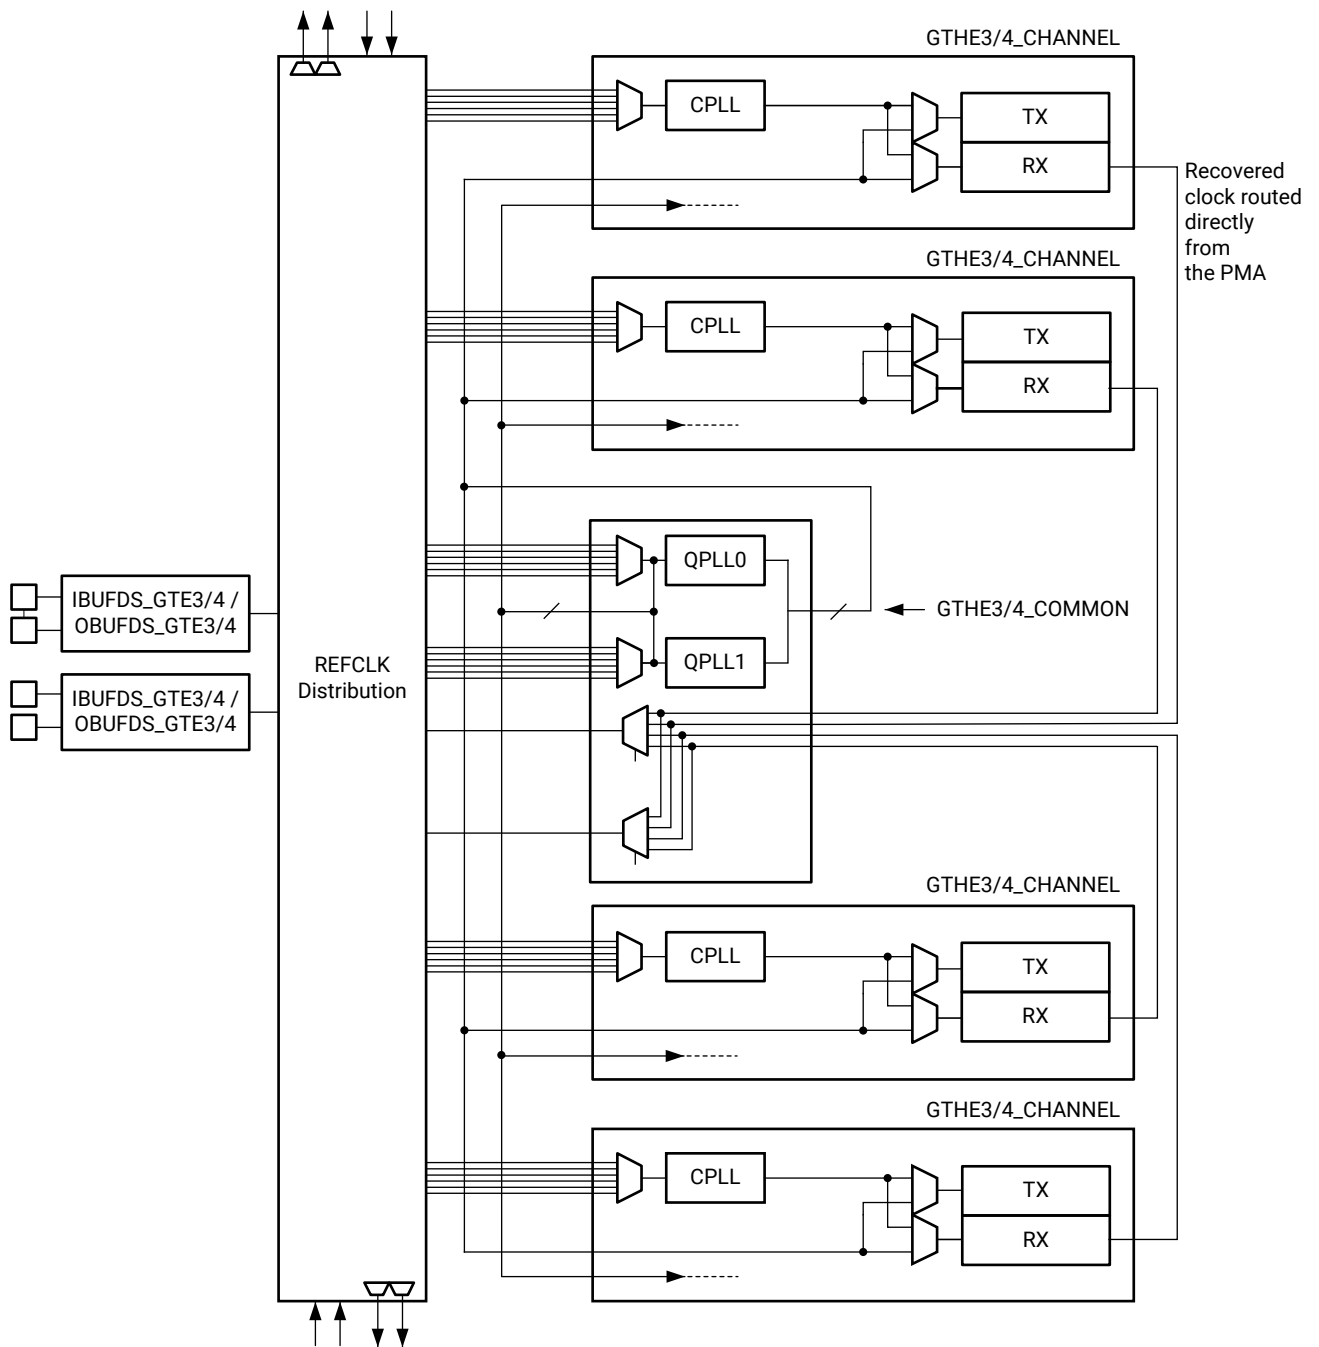 GTHE3/4_CHANNEL
CPLL
TX
RX
Recovered
clock routed
directly
from
the PMA
GTHE3/4_CHANNEL
CPLL
TX
RX
QPLL0
GTHE3/4_COMMON
QPLL1
IBUFDS_GTE3/4 /
OBUFDS_GTE3/4
IBUFDS_GTE3/4 /
OBUFDS_GTE3/4
REFCLK
Distribution
GTHE3/4_CHANNEL
CPLL
TX
RX
GTHE3/4_CHANNEL
CPLL
TX
RX